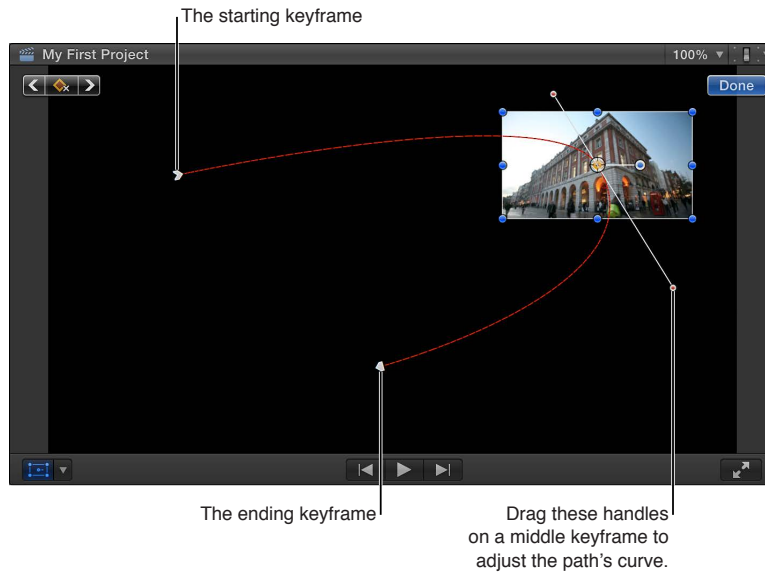 The starting keyframe
My First Project
100%
Done
The ending keyframe
Drag these handles
on a middle keyframe to
adjust the path's curve.